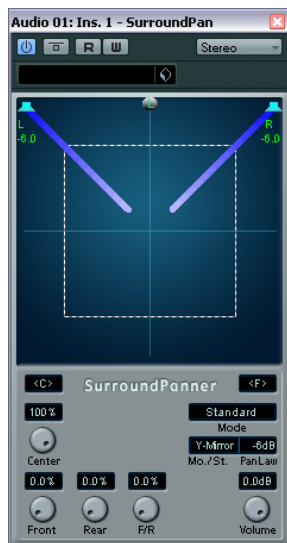 Audio 01: Ins. 1 - SurroundPan
R W Stereo
L
L R
-6.0 -6.0
<C> SurroundPanner <F>
100% Standard
Mode
Y-Mirror -6dB
Center Mo./St. PanLaw
0.0% 0.0% 0.0% 0.0dB
Front Rear F/R Volume